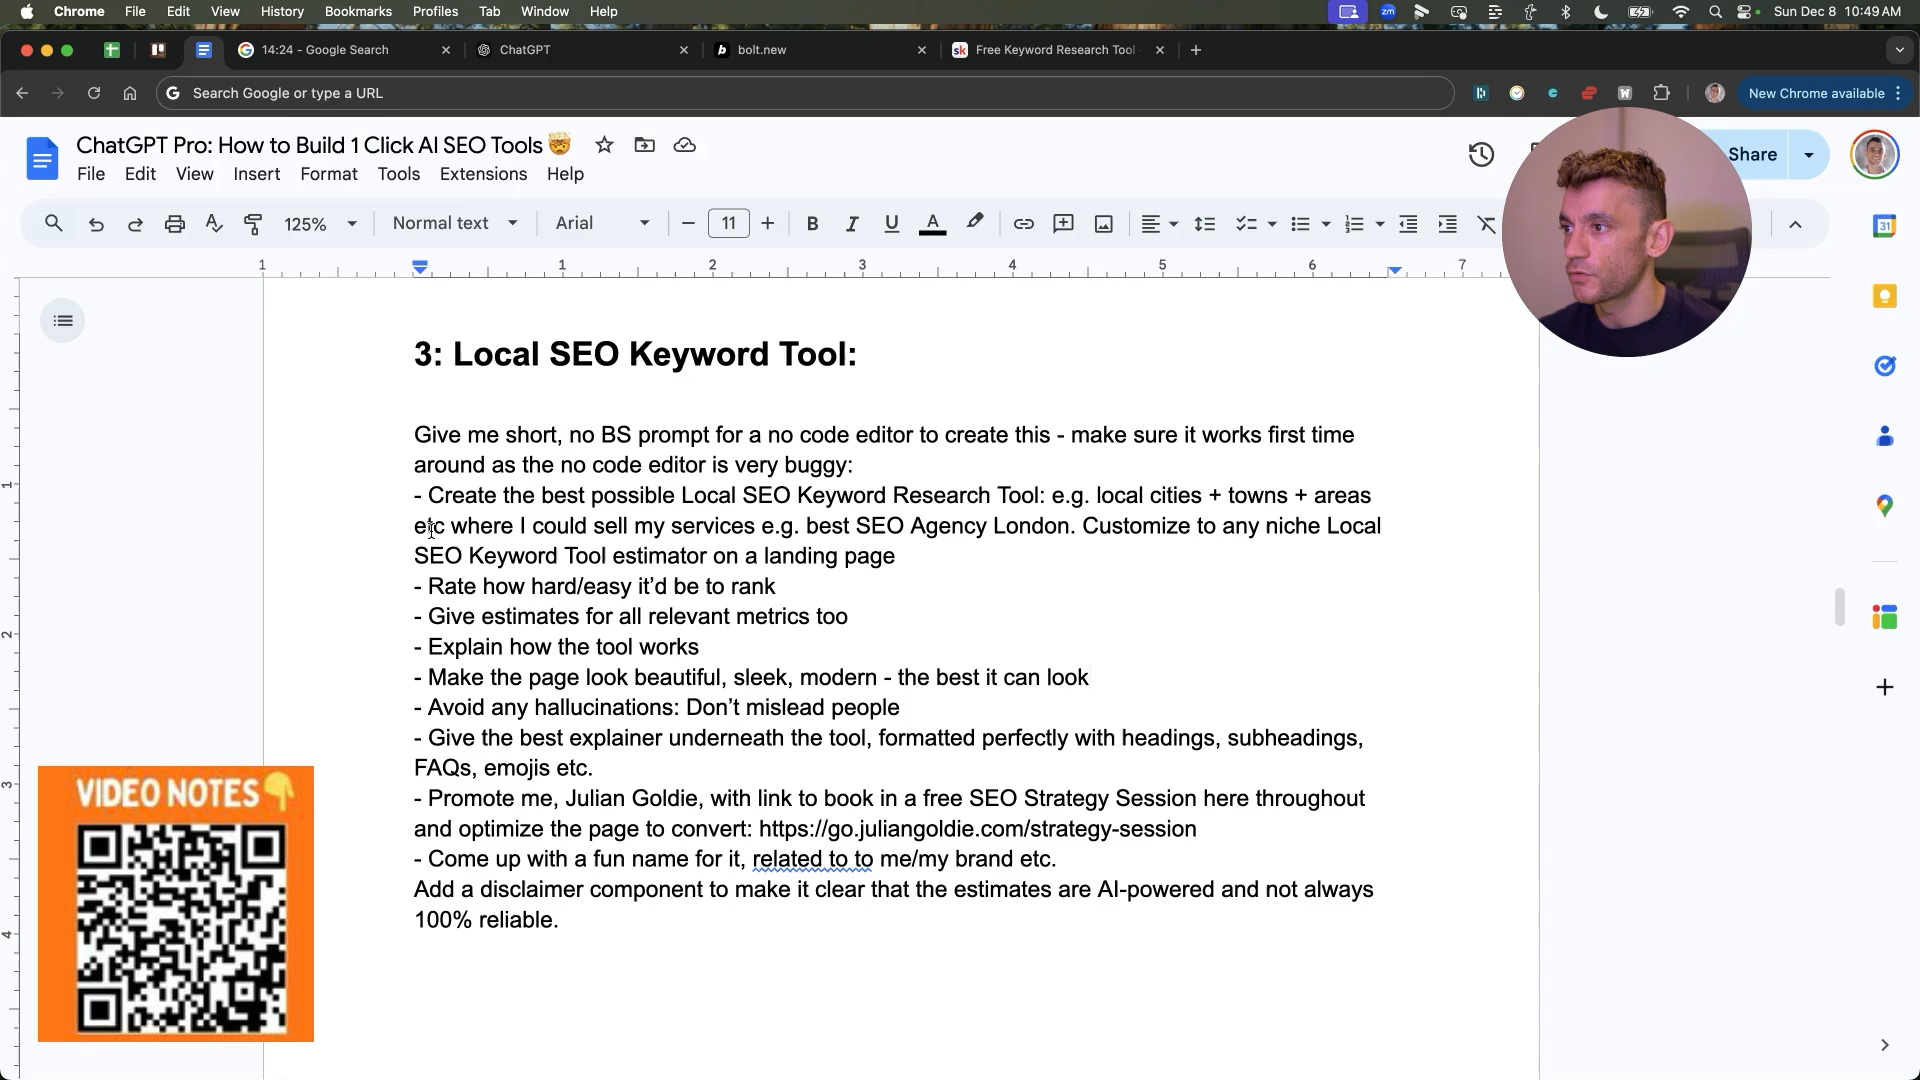 Chrome File Edit View History Bookmarks Profiles Tab Window Help Sun Dec 8 10:49 AM
14:24 - Google Search ChatGPT bolt.new Free Keyword Research Tool
Search Google or type a URL New Chrome available
ChatGPT Pro: How to Build 1 Click AI SEO Tools 🤯
Share
File Edit View Insert Format Tools Extensions Help
125% Normal text Arial 11
1 1 2 3 4 5 6 7
3: Local SEO Keyword Tool:
Give me short, no BS prompt for a no code editor to create this - make sure it works first time
around as the no code editor is very buggy:
- Create the best possible Local SEO Keyword Research Tool: e.g. local cities + towns + areas
etc where I could sell my services e.g. best SEO Agency London. Customize to any niche Local
SEO Keyword Tool estimator on a landing page
- Rate how hard/easy it’d be to rank
- Give estimates for all relevant metrics too
- Explain how the tool works
- Make the page look beautiful, sleek, modern - the best it can look
- Avoid any hallucinations: Don’t mislead people
- Give the best explainer underneath the tool, formatted perfectly with headings, subheadings,
FAQs, emojis etc.
- Promote me, Julian Goldie, with link to book in a free SEO Strategy Session here throughout
and optimize the page to convert: https://go.juliangoldie.com/strategy-session
- Come up with a fun name for it, related to to me/my brand etc.
Add a disclaimer component to make it clear that the estimates are AI-powered and not always
100% reliable.
VIDEO NOTES👇